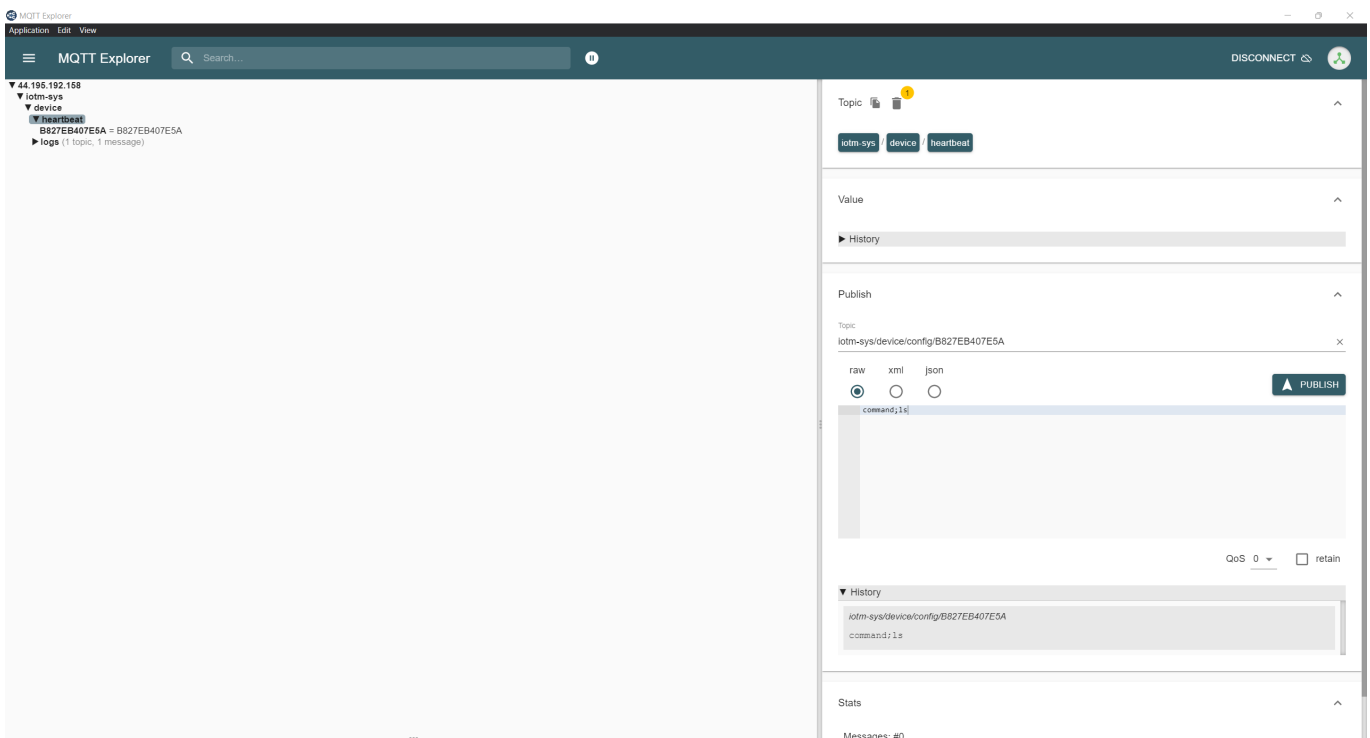 MQTT Explorer
Application Edit View
MQTT Explorer
Search...
DISCONNECT
44.195.192.158
iotm-sys
device
heartbeat
B827EB407E5A = B827EB407E5A
logs (1 topic, 1 message)
Topic
1
iotm-sys / device / heartbeat
Value
History
Publish
Topic
iotm-sys/device/config/B827EB407E5A
raw xml json
PUBLISH
command;ls
QoS 0 retain
History
iotm-sys/device/config/B827EB407E5A
command;ls
Stats
Messages: #0